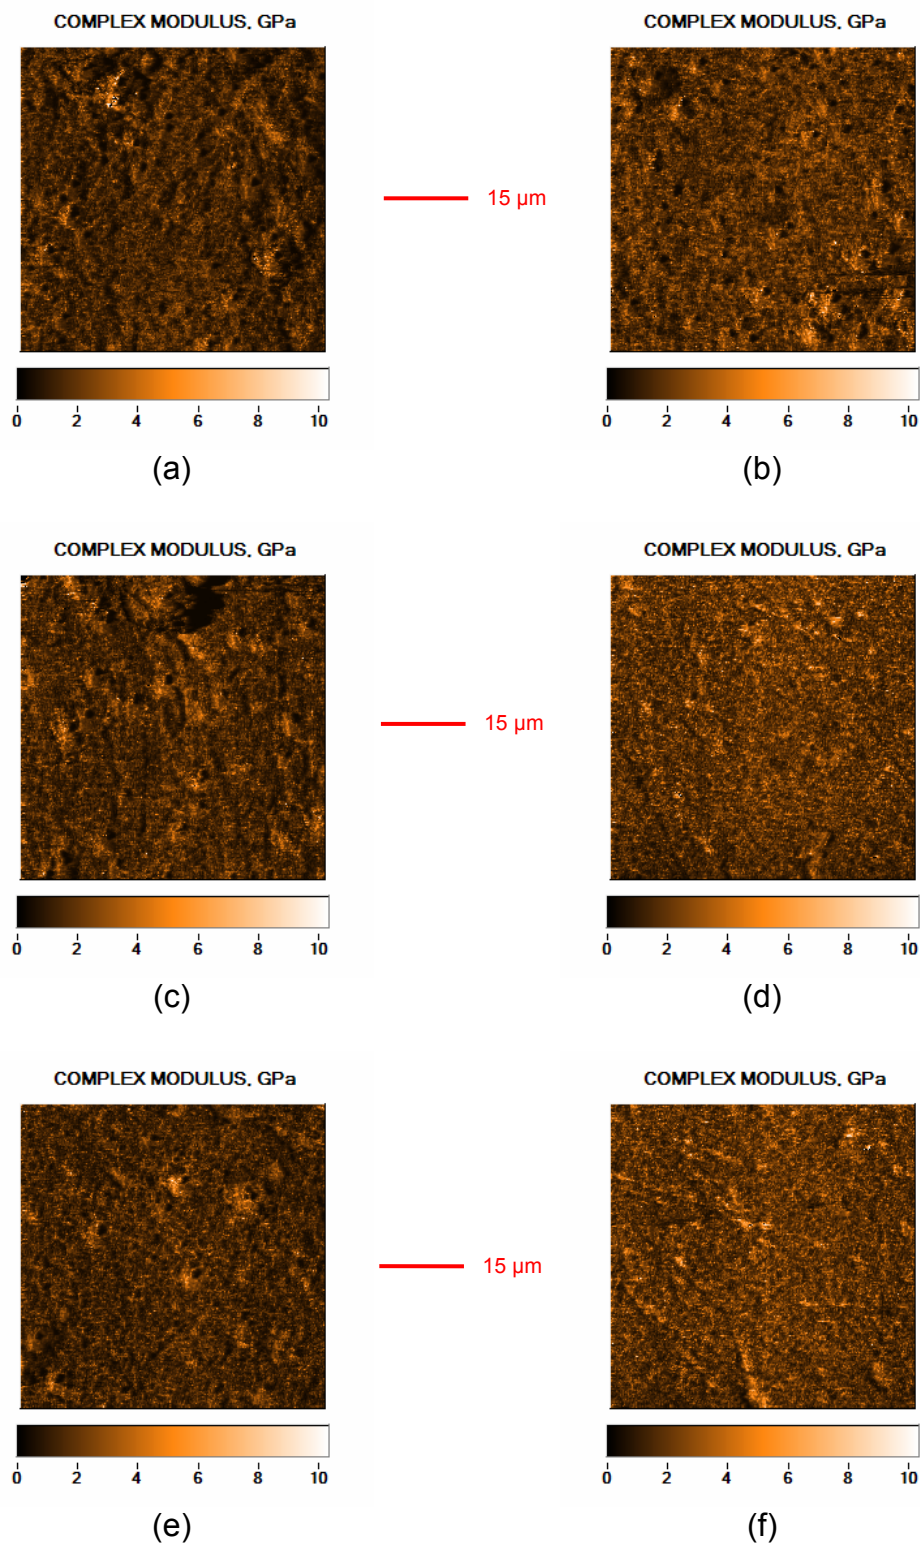 COMPLEX MODULUS, GPa COMPLEX MODULUS, GPa
15 µm
0 2 4 6 8 10 0 2 4 6 8 10
(a) (b)
COMPLEX MODULUS, GPa COMPLEX MODULUS, GPa
15 µm
0 2 4 6 8 10 0 2 4 6 8 10
(c) (d)
COMPLEX MODULUS, GPa COMPLEX MODULUS, GPa
15 µm
0 2 4 6 8 10 0 2 4 6 8 10
(e) (f)